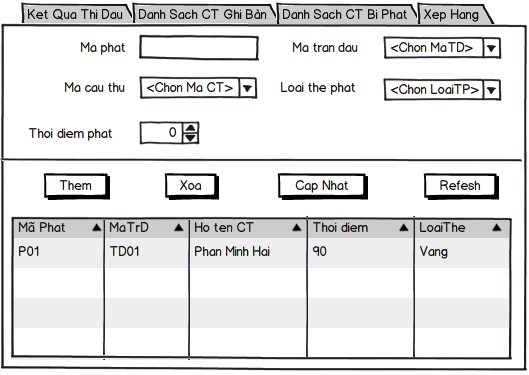 Ket Qua Thi Dau Danh Sach CT Ghi Bàn Danh Sach CT Bi Phat Xep Hang
Ma phat Ma tran dau <Chon MaTD>
Ma cau thu <Chon Ma CT> Loai the phat <Chon LoaiTP>
Thoi diem phat 0
Them Xoa Cap Nhat Refesh
Mã Phat MaTrD Ho ten CT Thoi diem LoaiThe
P01 TD01 Phan Minh Hai 90 Vang